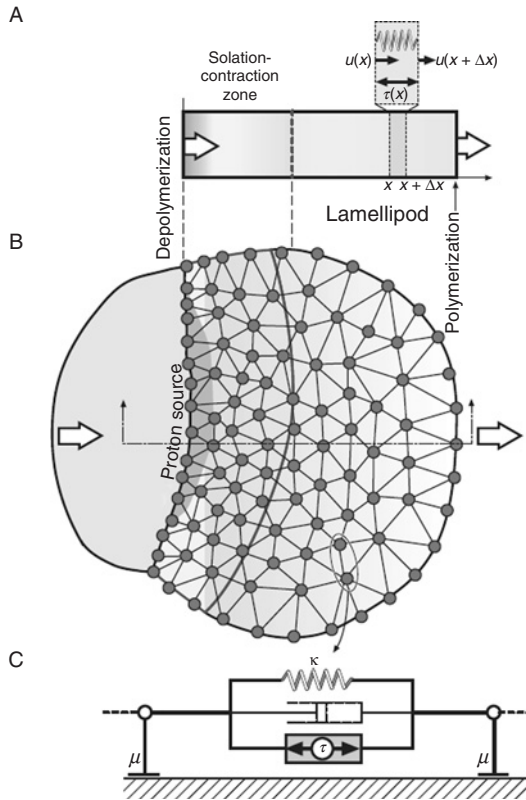 A
Solation-
contraction
zone
u(x)
u(x + Δx)
τ(x)
x
x + Δx
Depolymerization
Lamellipod
Polymerization
B
Proton source
C
κ
τ
μ
μ